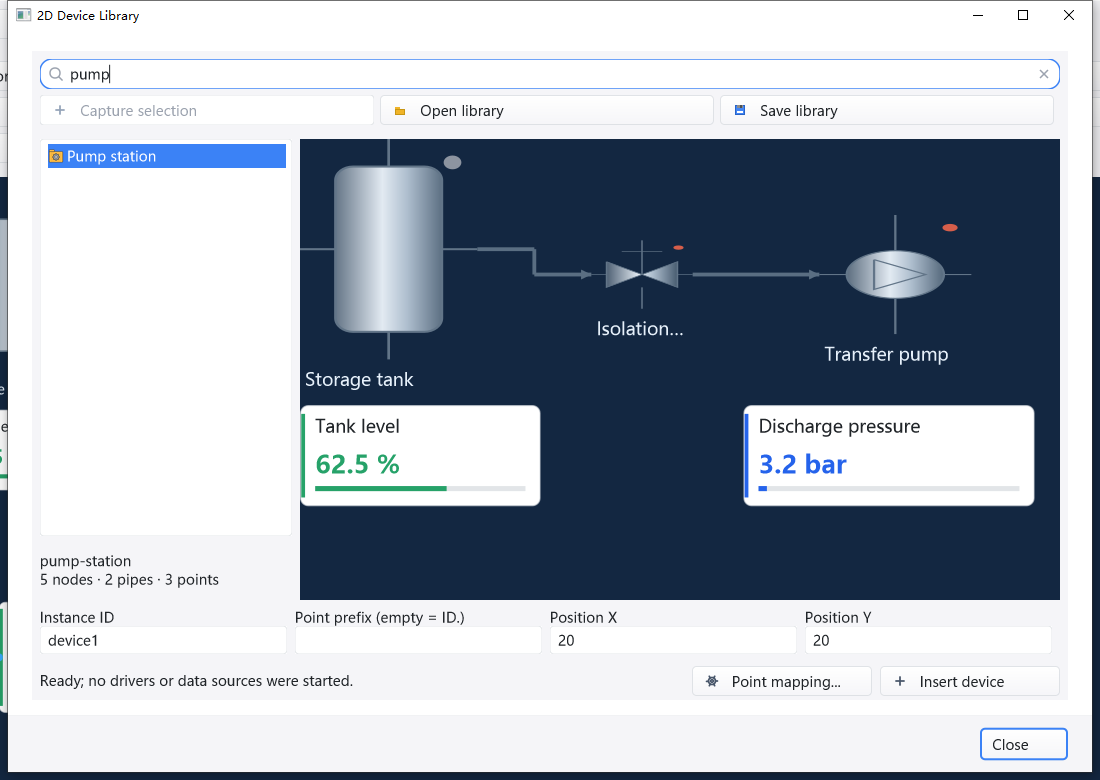 2D Device Library
pump
Capture selection
Open library
Save library
Pump station
Isolation...
Transfer pump
Storage tank
Tank level
62.5 %
Discharge pressure
3.2 bar
pump-station
5 nodes · 2 pipes · 3 points
Instance ID
Point prefix (empty = ID.)
Position X
Position Y
device1
20
20
Ready; no drivers or data sources were started.
Point mapping...
Insert device
Close